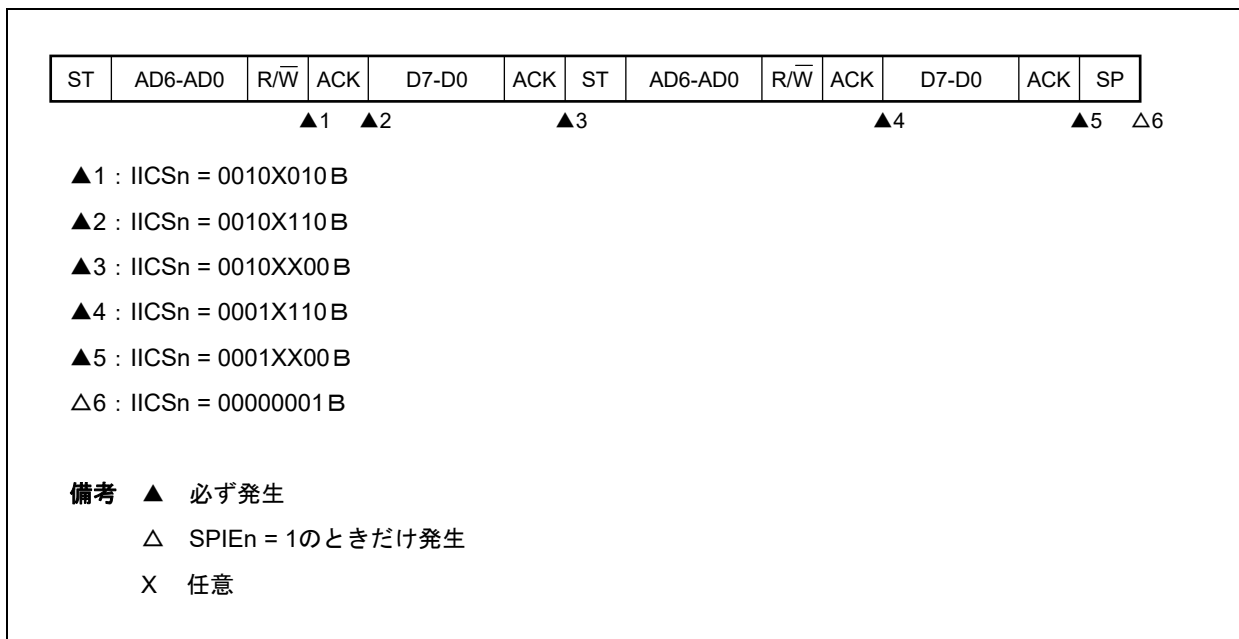 ST AD6-AD0 R/W̅ ACK D7-D0 ACK ST AD6-AD0 R/W̅ ACK D7-D0 ACK SP
▲1 ▲2 ▲3 ▲4 ▲5 △6
▲1 : IICSn = 0010X010B
▲2 : IICSn = 0010X110B
▲3 : IICSn = 0010XX00B
▲4 : IICSn = 0001X110B
▲5 : IICSn = 0001XX00B
△6 : IICSn = 00000001B
備考 ▲ 必ず発生
△ SPIEn = 1のときだけ発生
X 任意